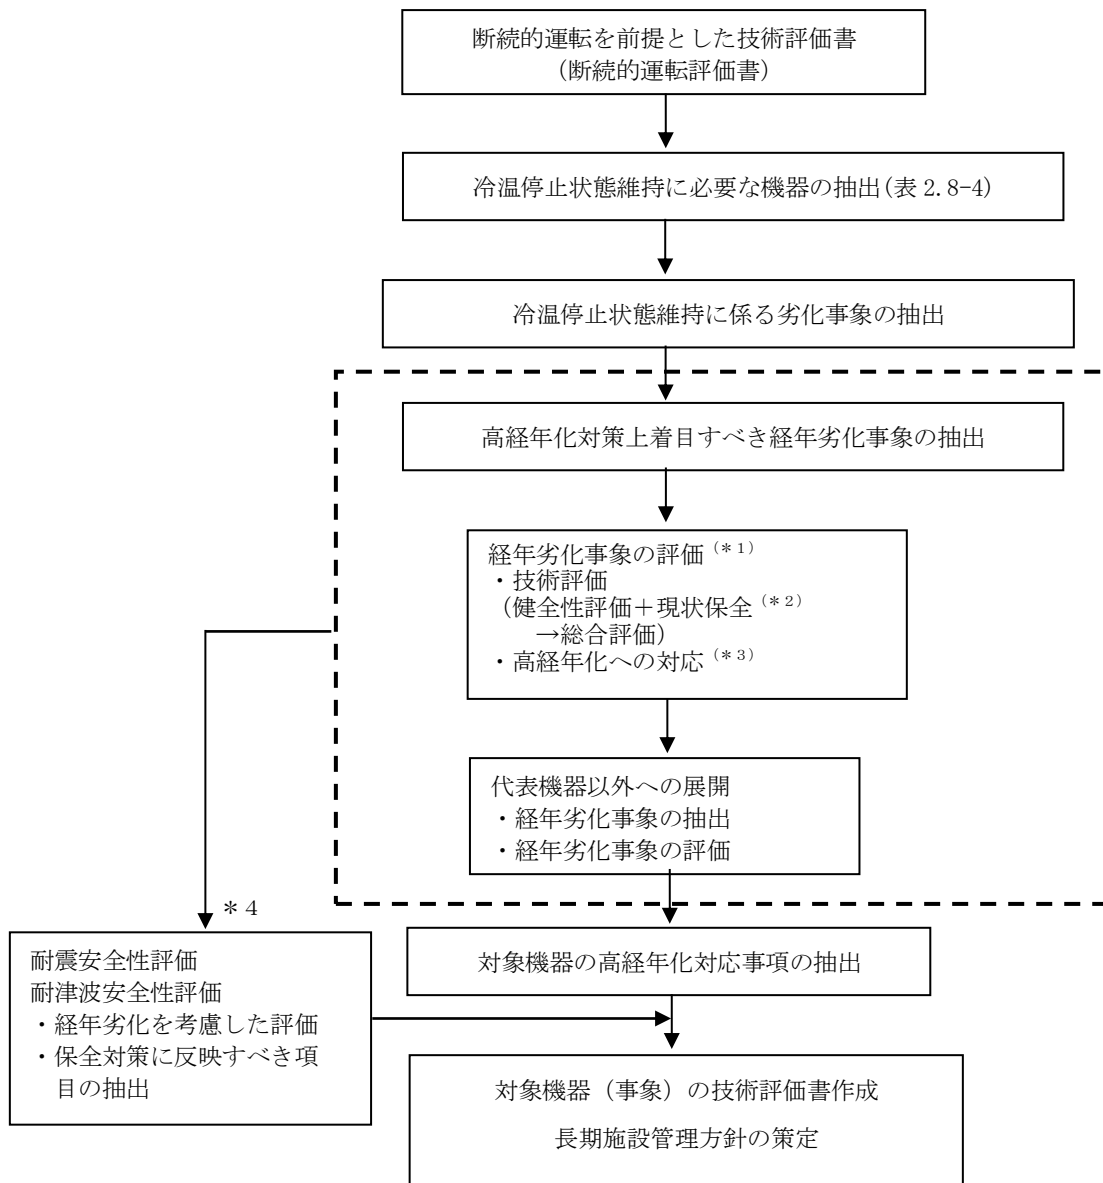 断続的運転を前提とした技術評価書
（断続的運転評価書）
冷温停止状態維持に必要な機器の抽出（表 2.8-4）
冷温停止状態維持に係る劣化事象の抽出
高経年化対策上着目すべき経年劣化事象の抽出
経年劣化事象の評価（＊1）
・技術評価
（健全性評価＋現状保全（＊2）
→総合評価）
・高経年化への対応（＊3）
代表機器以外への展開
・経年劣化事象の抽出
・経年劣化事象の評価
＊4
耐震安全性評価
耐津波安全性評価
・経年劣化を考慮した評価
・保全対策に反映すべき項
目の抽出
対象機器の高経年化対応事項の抽出
対象機器（事象）の技術評価書作成
長期施設管理方針の策定